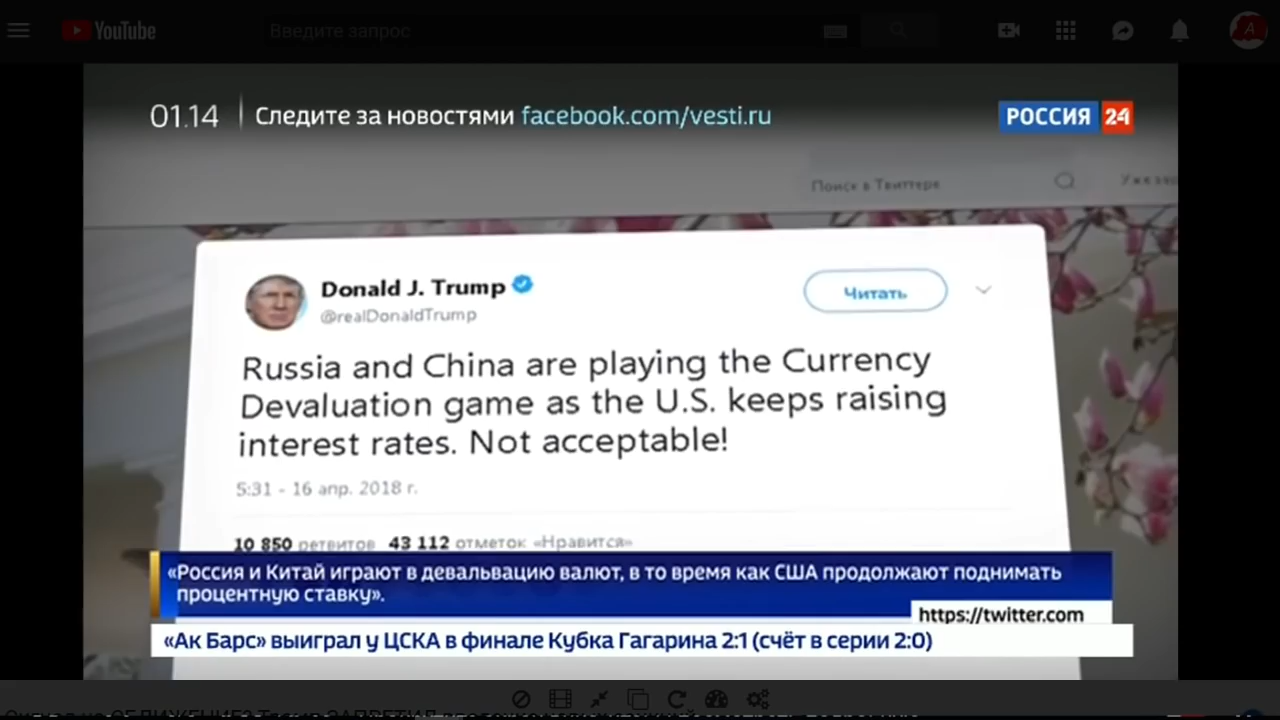 YouTube
Введите запрос
A
01.14
Следите за новостями facebook.com/vesti.ru
РОССИЯ 24
Поиск в Твиттере
Donald J. Trump
@realDonaldTrump
Читать
Russia and China are playing the Currency
Devaluation game as the U.S. keeps raising
interest rates. Not acceptable!
5:31 - 16 апр. 2018 г.
10 850 ретвитов 43 112 отметок «Нравится»
«Россия и Китай играют в девальвацию валют, в то время как США продолжают поднимать
процентную ставку».
https://twitter.com
«Ак Барс» выиграл у ЦСКА в финале Кубка Гагарина 2:1 (счёт в серии 2:0)